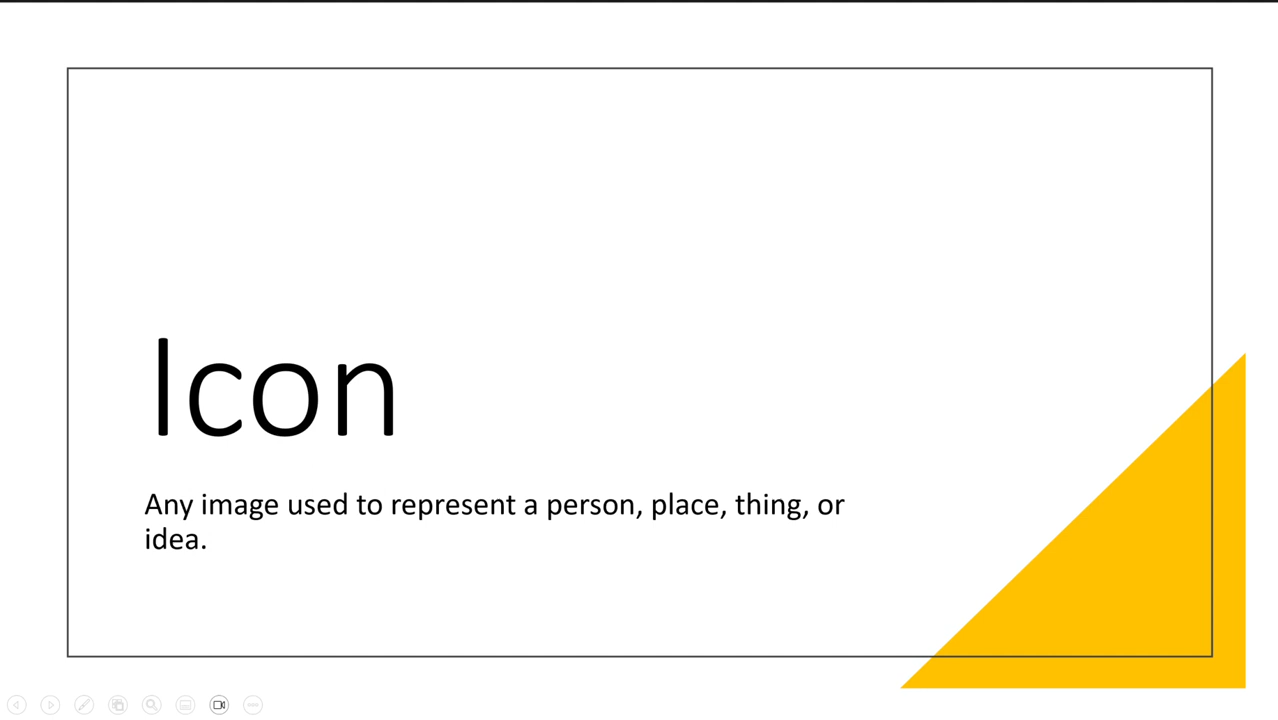 Icon
Any image used to represent a person, place, thing, or
idea.